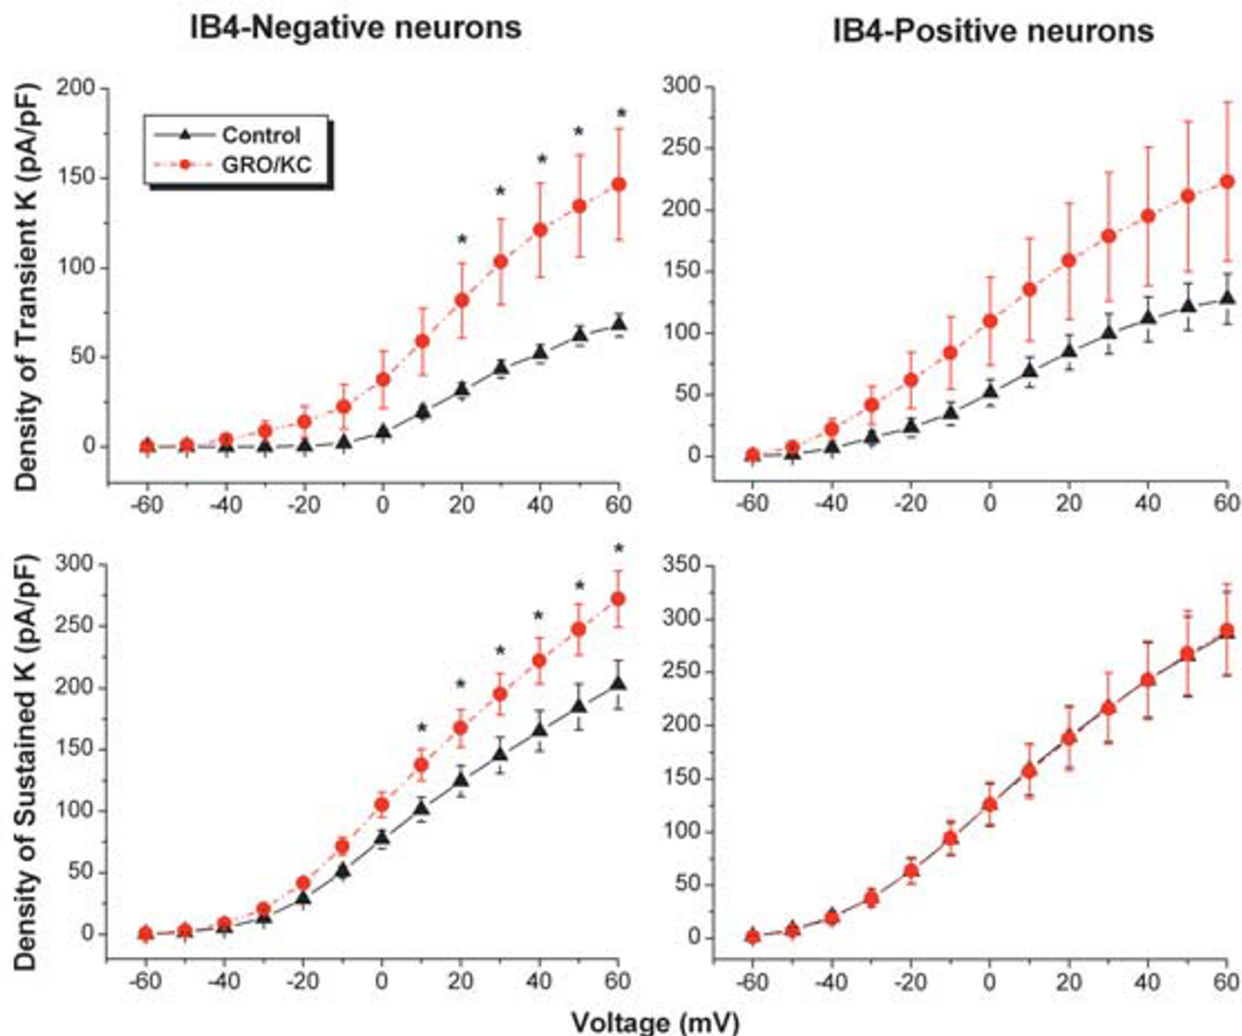 IB4-Negative neurons
IB4-Positive neurons
Density of Transient K (pA/pF)
200
150
100
50
0
Control
GRO/KC
* * * * *
-60 -40 -20 0 20 40 60
300
250
200
150
100
50
0
-60 -40 -20 0 20 40 60
Density of Sustained K (pA/pF)
300
250
200
150
100
50
0
* * * * * *
-60 -40 -20 0 20 40 60
350
300
250
200
150
100
50
0
-60 -40 -20 0 20 40 60
Voltage (mV)